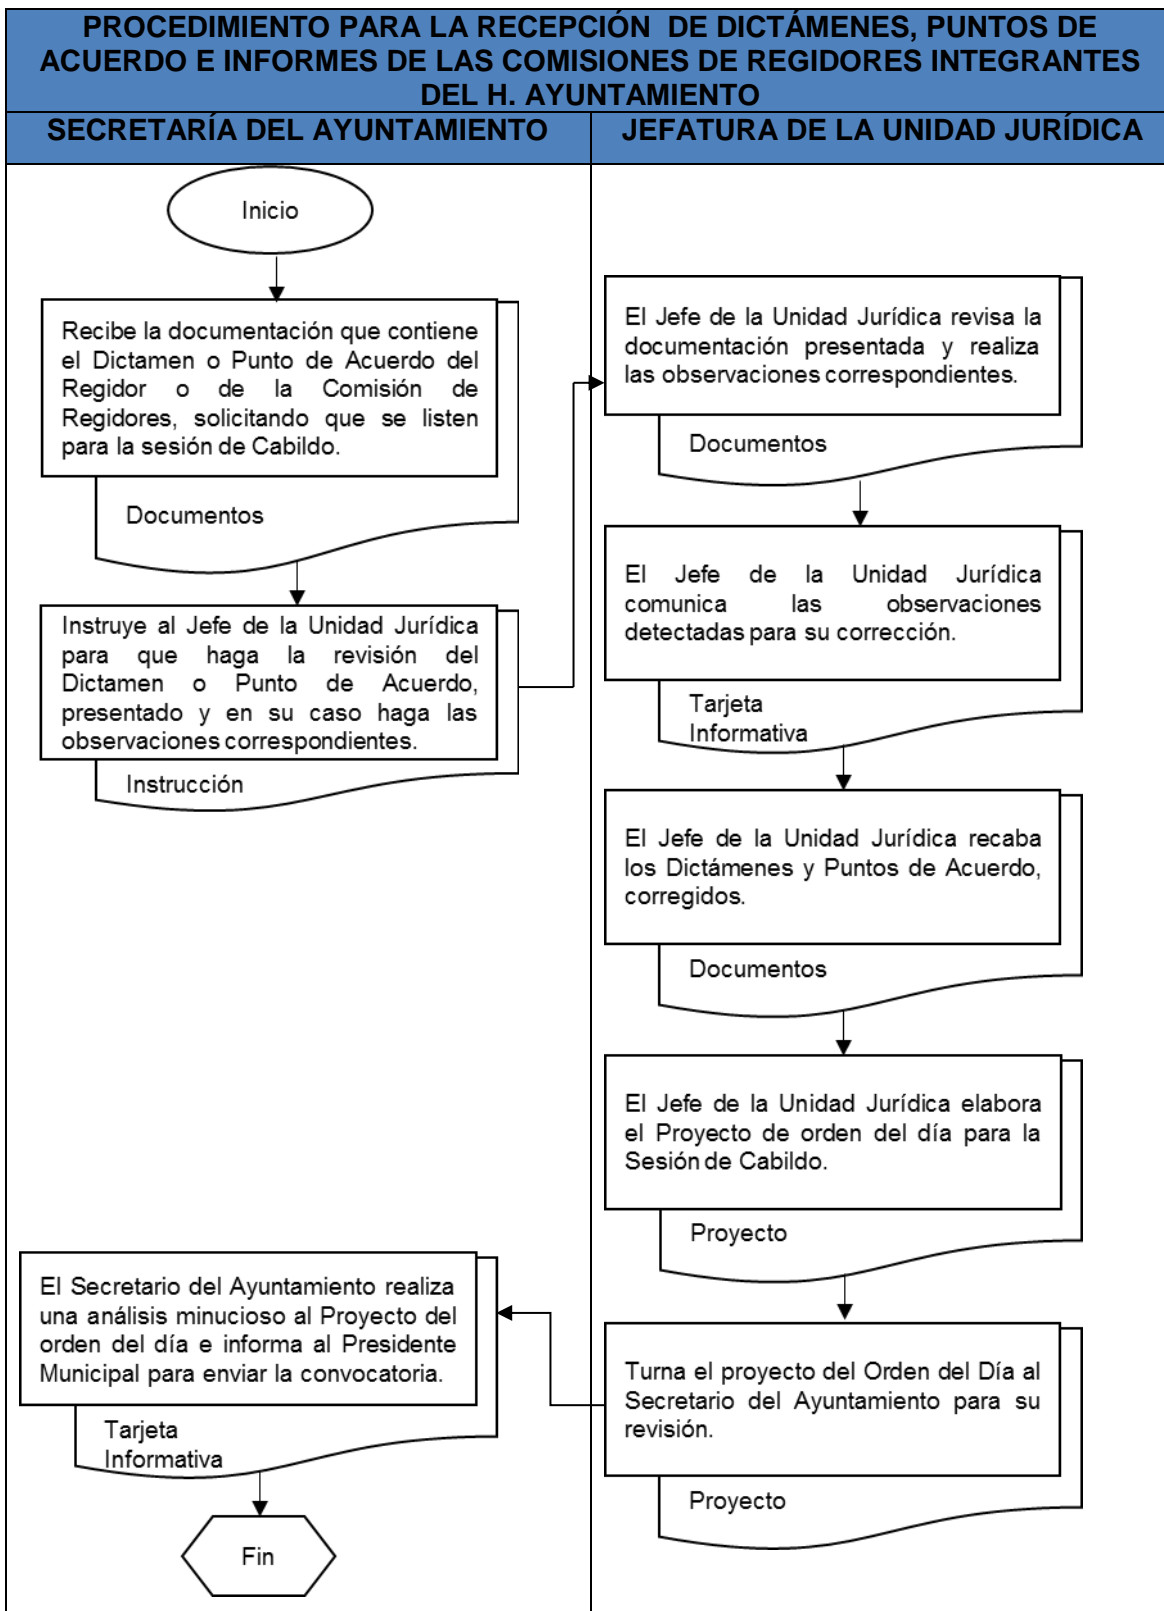 PROCEDIMIENTO PARA LA RECEPCIÓN DE DICTÁMENES, PUNTOS DE
ACUERDO E INFORMES DE LAS COMISIONES DE REGIDORES INTEGRANTES
DEL H. AYUNTAMIENTO
SECRETARÍA DEL AYUNTAMIENTO
JEFATURA DE LA UNIDAD JURÍDICA
Inicio
Recibe la documentación que contiene
el Dictamen o Punto de Acuerdo del
Regidor o de la Comisión de
Regidores, solicitando que se listen
para la sesión de Cabildo.
Documentos
Instruye al Jefe de la Unidad Jurídica
para que haga la revisión del
Dictamen o Punto de Acuerdo,
presentado y en su caso haga las
observaciones correspondientes.
Instrucción
El Jefe de la Unidad Jurídica revisa la
documentación presentada y realiza
las observaciones correspondientes.
Documentos
El Jefe de la Unidad Jurídica
comunica las observaciones
detectadas para su corrección.
Tarjeta
Informativa
El Jefe de la Unidad Jurídica recaba
los Dictámenes y Puntos de Acuerdo,
corregidos.
Documentos
El Jefe de la Unidad Jurídica elabora
el Proyecto de orden del día para la
Sesión de Cabildo.
Proyecto
Turna el proyecto del Orden del Día al
Secretario del Ayuntamiento para su
revisión.
Proyecto
El Secretario del Ayuntamiento realiza
una análisis minucioso al Proyecto del
orden del día e informa al Presidente
Municipal para enviar la convocatoria.
Tarjeta
Informativa
Fin